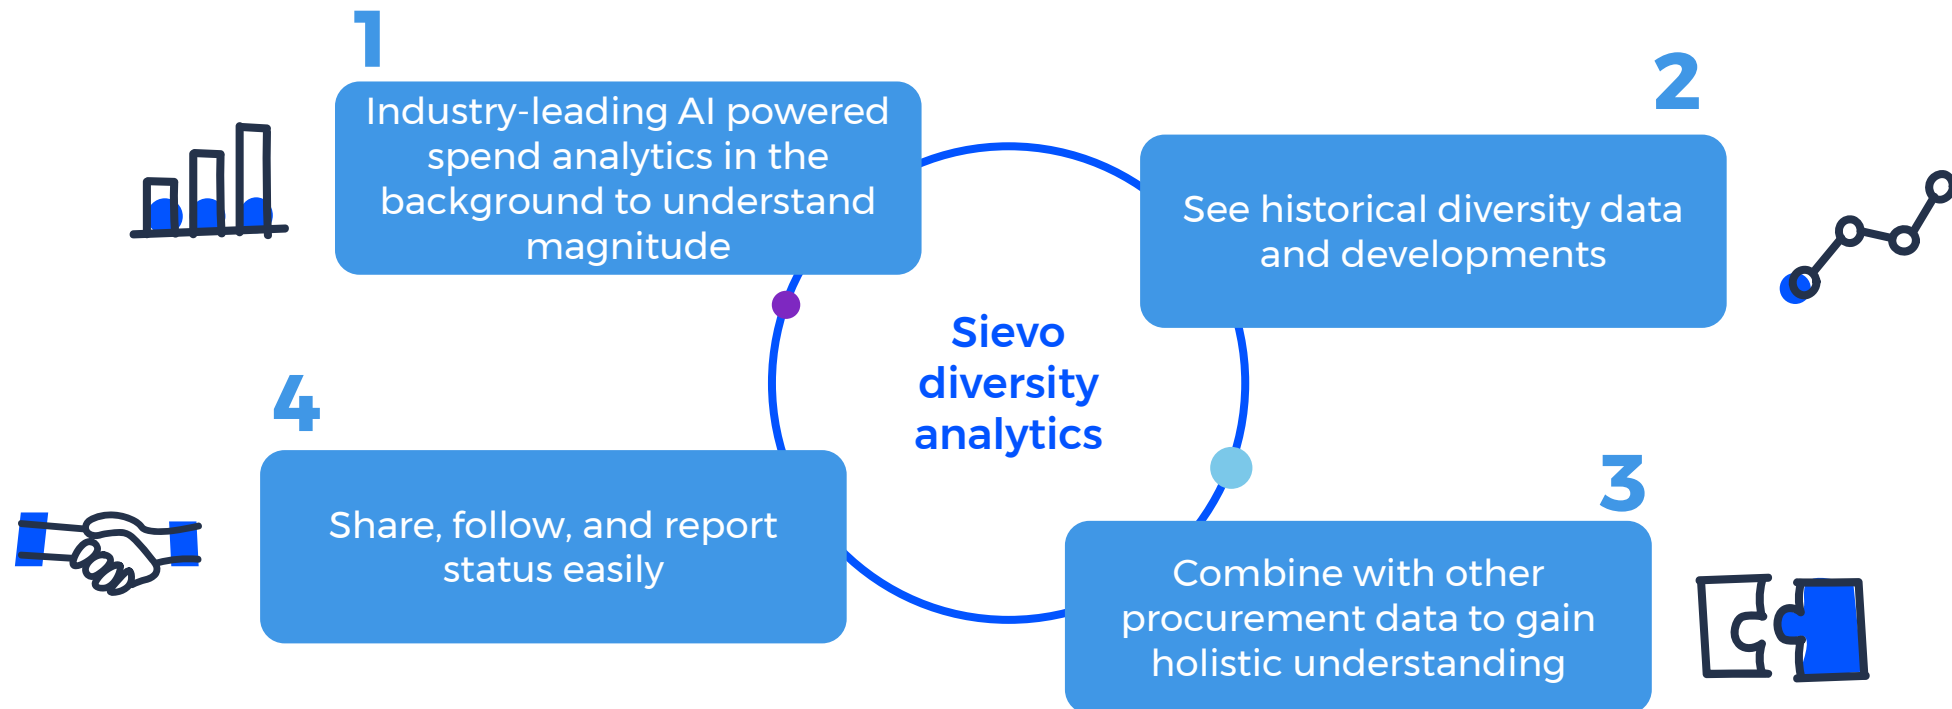 1
Industry-leading AI powered
spend analytics in the
background to understand
magnitude
2
See historical diversity data
and developments
Sievo
diversity
analytics
3
Combine with other
procurement data to gain
holistic understanding
4
Share, follow, and report
status easily